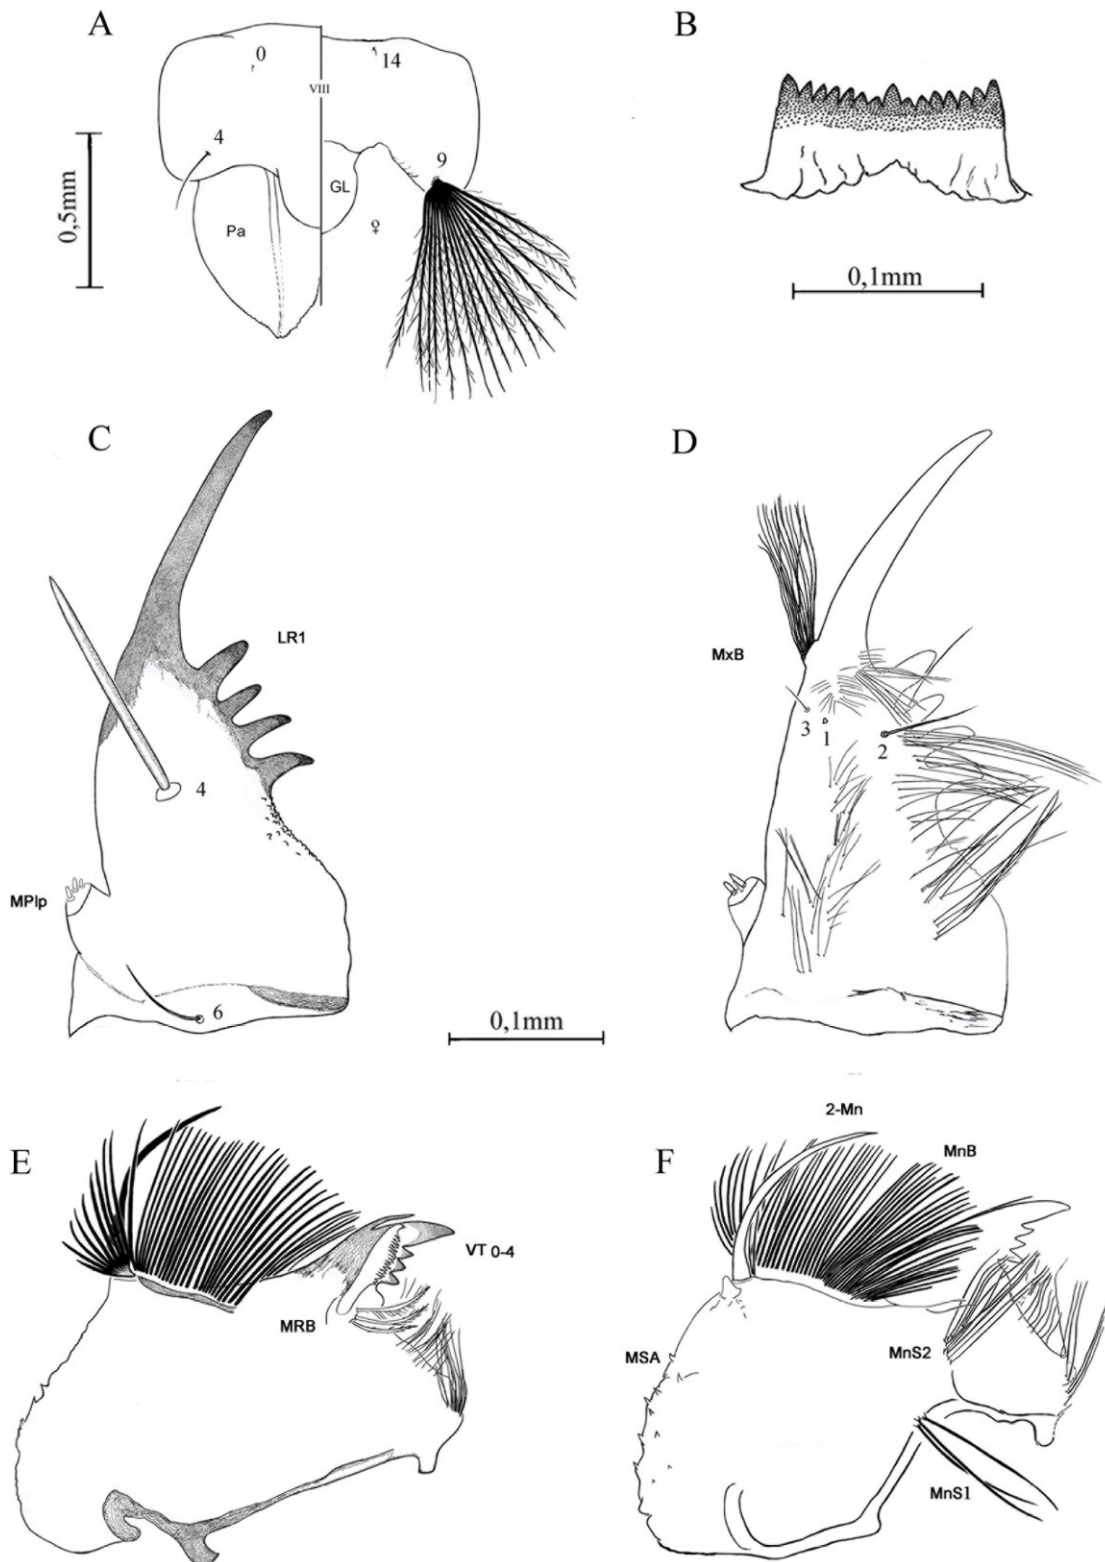 A
B
0
14
VIII
4
9
GL
♀
Pa
0,5mm
0,1mm
C
D
LR1
MxB
3
1
2
4
MPlp
6
0,1mm
2-Mn
E
F
MnB
VT 0-4
MRB
MnS2
MSA
MnS1